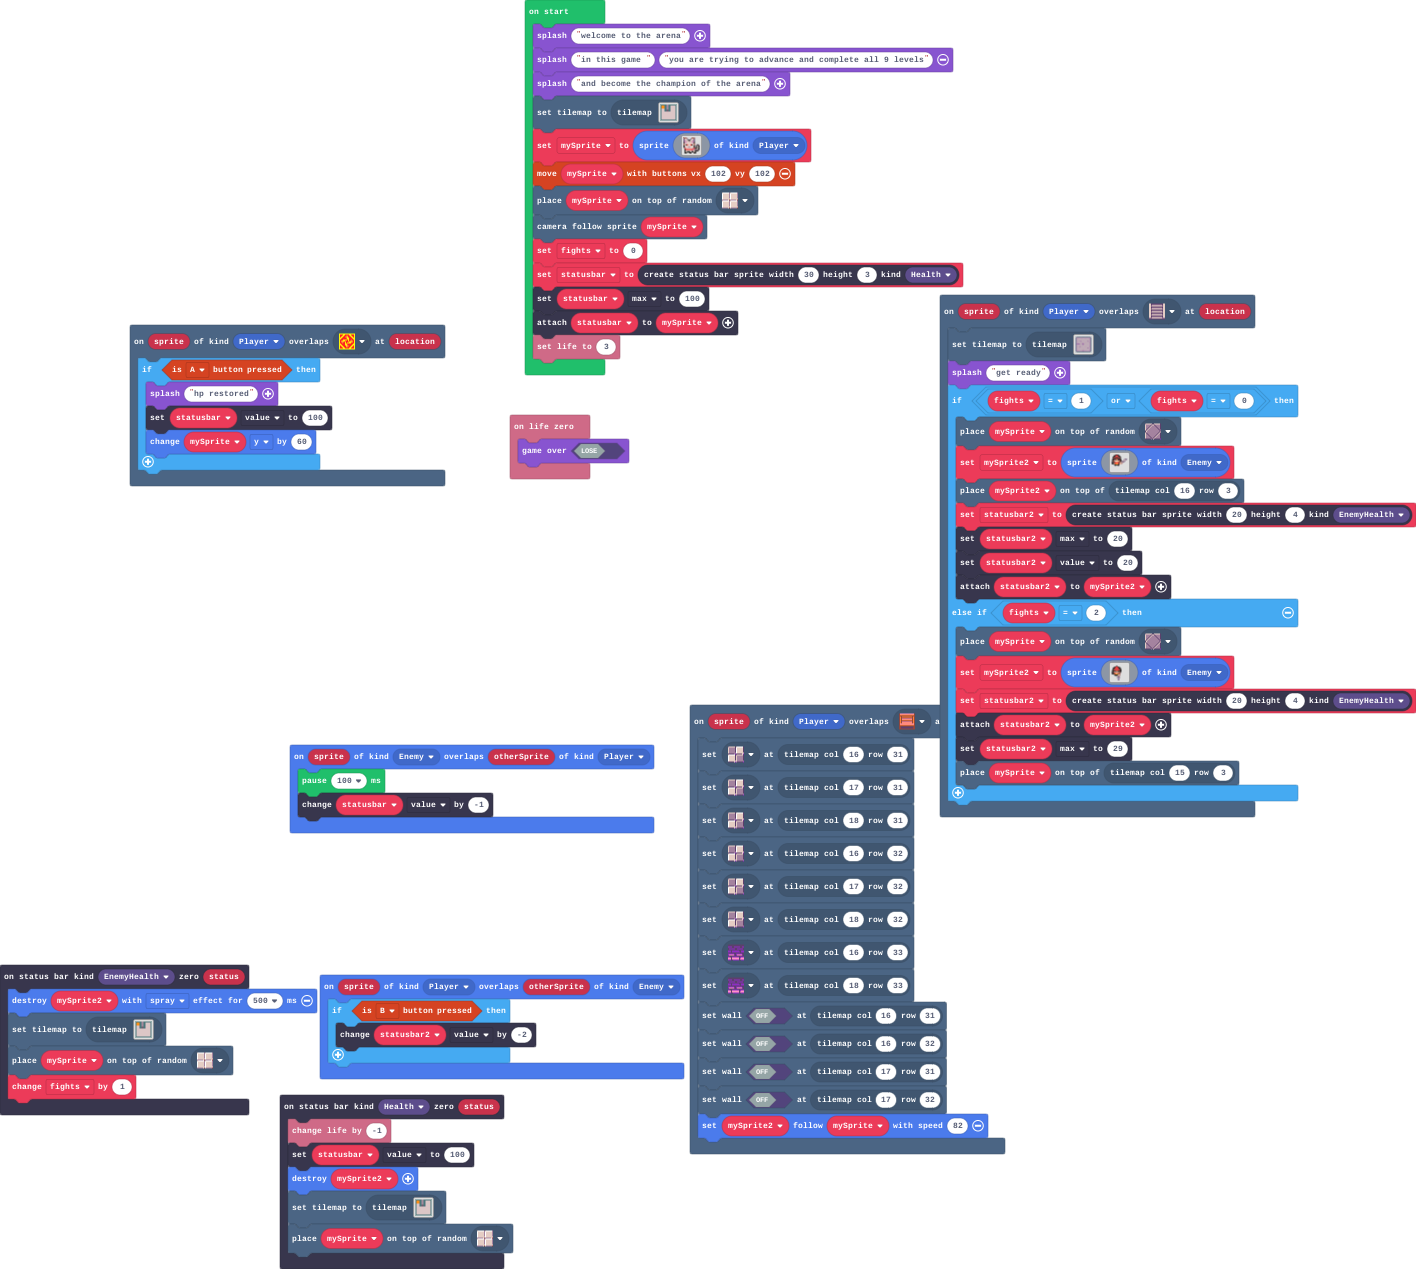 on start
splash "welcome to the arena"
splash "in this game " "you are trying to advance and complete all 9 levels"
splash "and become the champion of the arena"
set tilemap to tilemap
set mySprite to sprite of kind Player
move mySprite with buttons vx 102 vy 102
place mySprite on top of random
camera follow sprite mySprite
set fights to 0
set statusbar to create status bar sprite width 30 height 3 kind Health
set statusbar max to 100
attach statusbar to mySprite
set life to 3
on sprite of kind Player overlaps at location
if is A button pressed then
splash "hp restored"
set statusbar value to 100
change mySprite y by 60
on life zero
game over LOSE
on sprite of kind Player overlaps at location
set tilemap to tilemap
splash "get ready"
if fights = 1 or fights = 0 then
place mySprite on top of random
set mySprite2 to sprite of kind Enemy
place mySprite2 on top of tilemap col 16 row 3
set statusbar2 to create status bar sprite width 20 height 4 kind EnemyHealth
set statusbar2 max to 20
set statusbar2 value to 20
attach statusbar2 to mySprite2
else if fights = 2 then
place mySprite on top of random
set mySprite2 to sprite of kind Enemy
set statusbar2 to create status bar sprite width 20 height 4 kind EnemyHealth
attach statusbar2 to mySprite2
set statusbar2 max to 29
place mySprite on top of tilemap col 15 row 3
on sprite of kind Enemy overlaps otherSprite of kind Player
pause 100 ms
change statusbar value by -1
on sprite of kind Player overlaps a
set at tilemap col 16 row 31
set at tilemap col 17 row 31
set at tilemap col 18 row 31
set at tilemap col 16 row 32
set at tilemap col 17 row 32
set at tilemap col 18 row 32
set at tilemap col 16 row 33
set at tilemap col 18 row 33
set wall OFF at tilemap col 16 row 31
set wall OFF at tilemap col 16 row 32
set wall OFF at tilemap col 17 row 31
set wall OFF at tilemap col 17 row 32
set mySprite2 follow mySprite with speed 82
on status bar kind EnemyHealth zero status
destroy mySprite2 with spray effect for 500 ms
set tilemap to tilemap
place mySprite on top of random
change fights by 1
on sprite of kind Player overlaps otherSprite of kind Enemy
if is B button pressed then
change statusbar2 value by -2
on status bar kind Health zero status
change life by -1
set statusbar value to 100
destroy mySprite2
set tilemap to tilemap
place mySprite on top of random